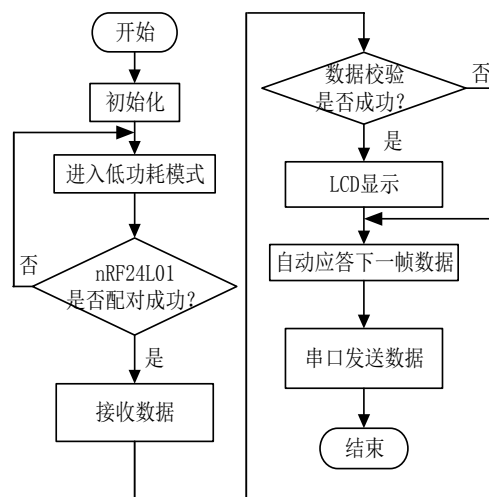 开始
初始化
进入低功耗模式
nRF24L01
是否配对成功?
否
是
接收数据
数据校验
是否成功?
否
是
LCD显示
自动应答下一帧数据
串口发送数据
结束